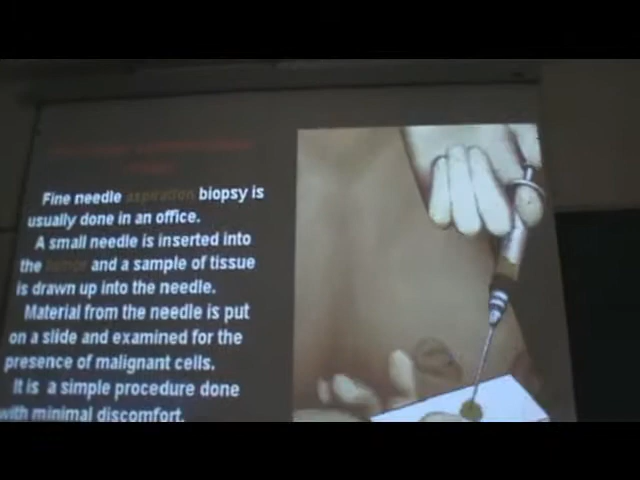 Fine needle aspiration biopsy is
usually done in an office.
A small needle is inserted into
the and a sample of tissue
is drawn up into the needle.
Material from the needle is put
on a slide and examined for the
presence of malignant cells.
It is a simple procedure done
with minimal discomfort.